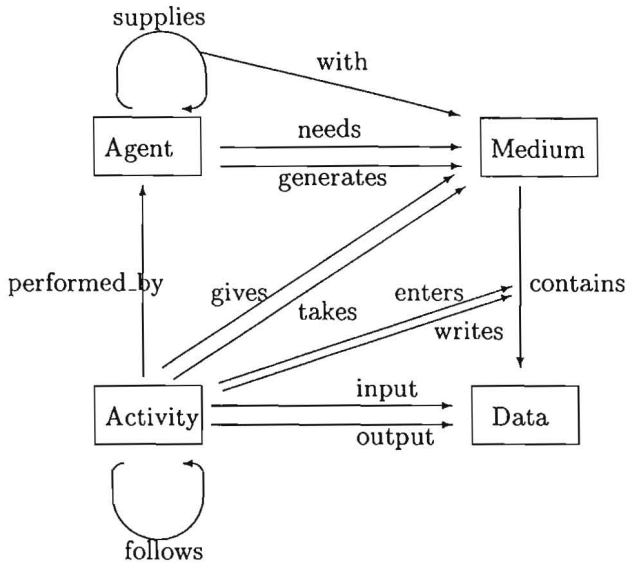 supplies
with
needs
Agent
Medium
generates
performed_by
gives
enters
contains
takes
writes
input
Activity
Data
output
follows